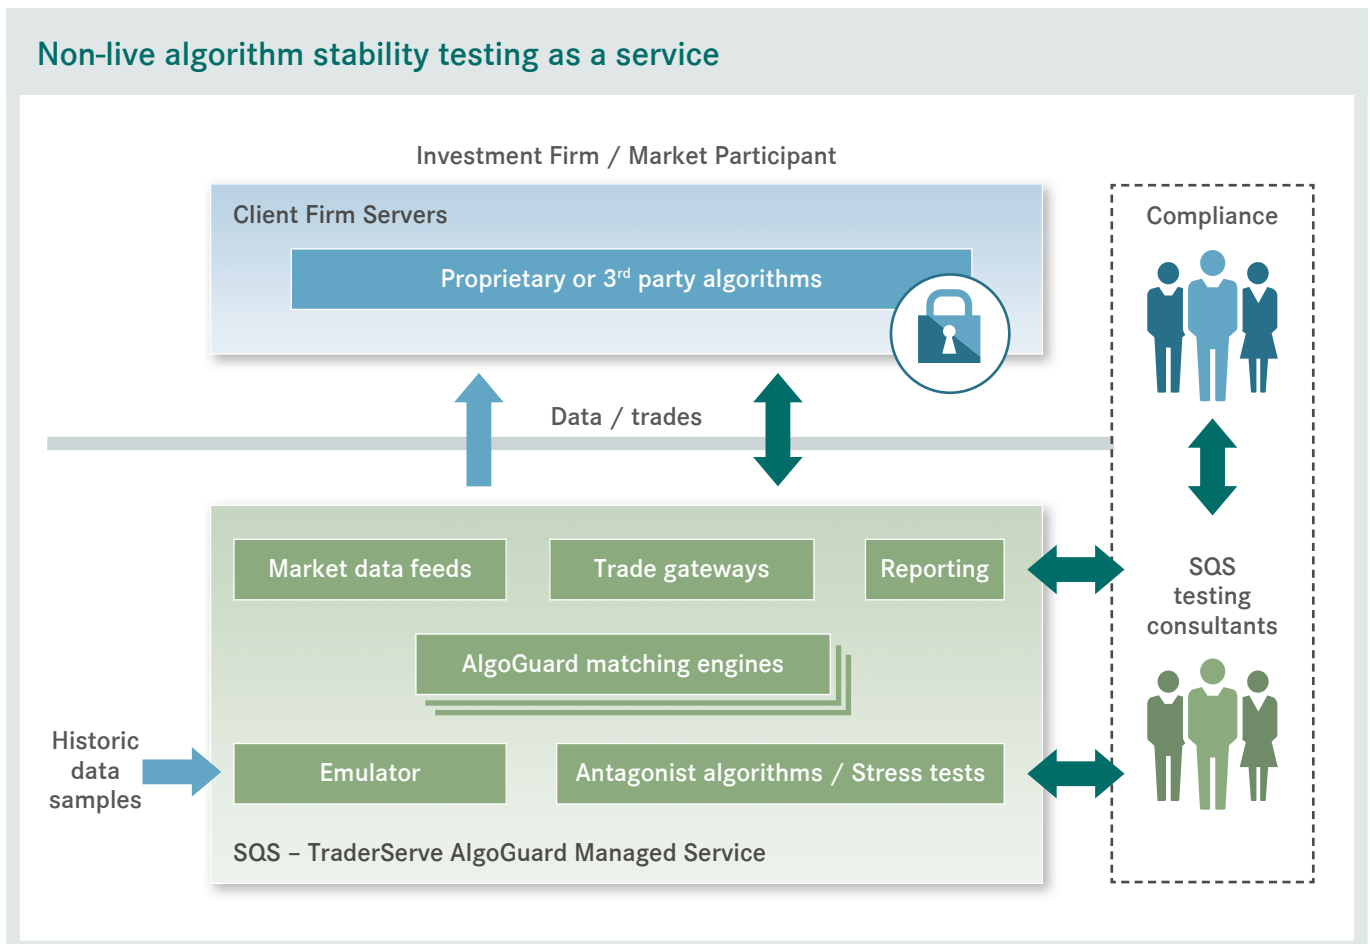 Non-live algorithm stability testing as a service
Investment Firm / Market Participant
Client Firm Servers
Proprietary or 3rd party algorithms
Compliance
Data / trades
Market data feeds
Trade gateways
Reporting
SQS
testing
consultants
AlgoGuard matching engines
Historic
data
samples
Emulator
Antagonist algorithms / Stress tests
SQS – TraderServe AlgoGuard Managed Service